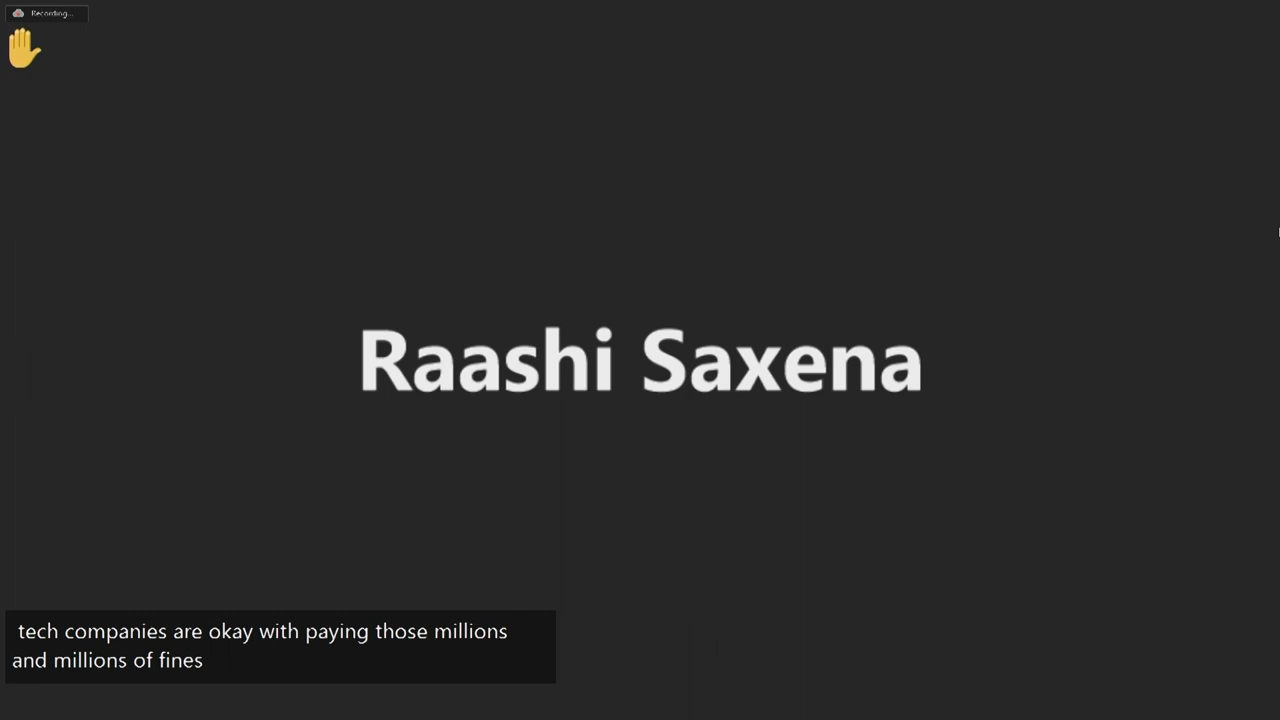 Recording...
Raashi Saxena
tech companies are okay with paying those millions
and millions of fines